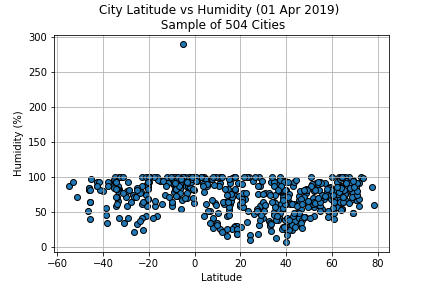 City Latitude vs Humidity (01 Apr 2019)
Sample of 504 Cities
300
250
200
150
100
50
0
Humidity (%)
−60 −40 −20 0 20 40 60 80
Latitude